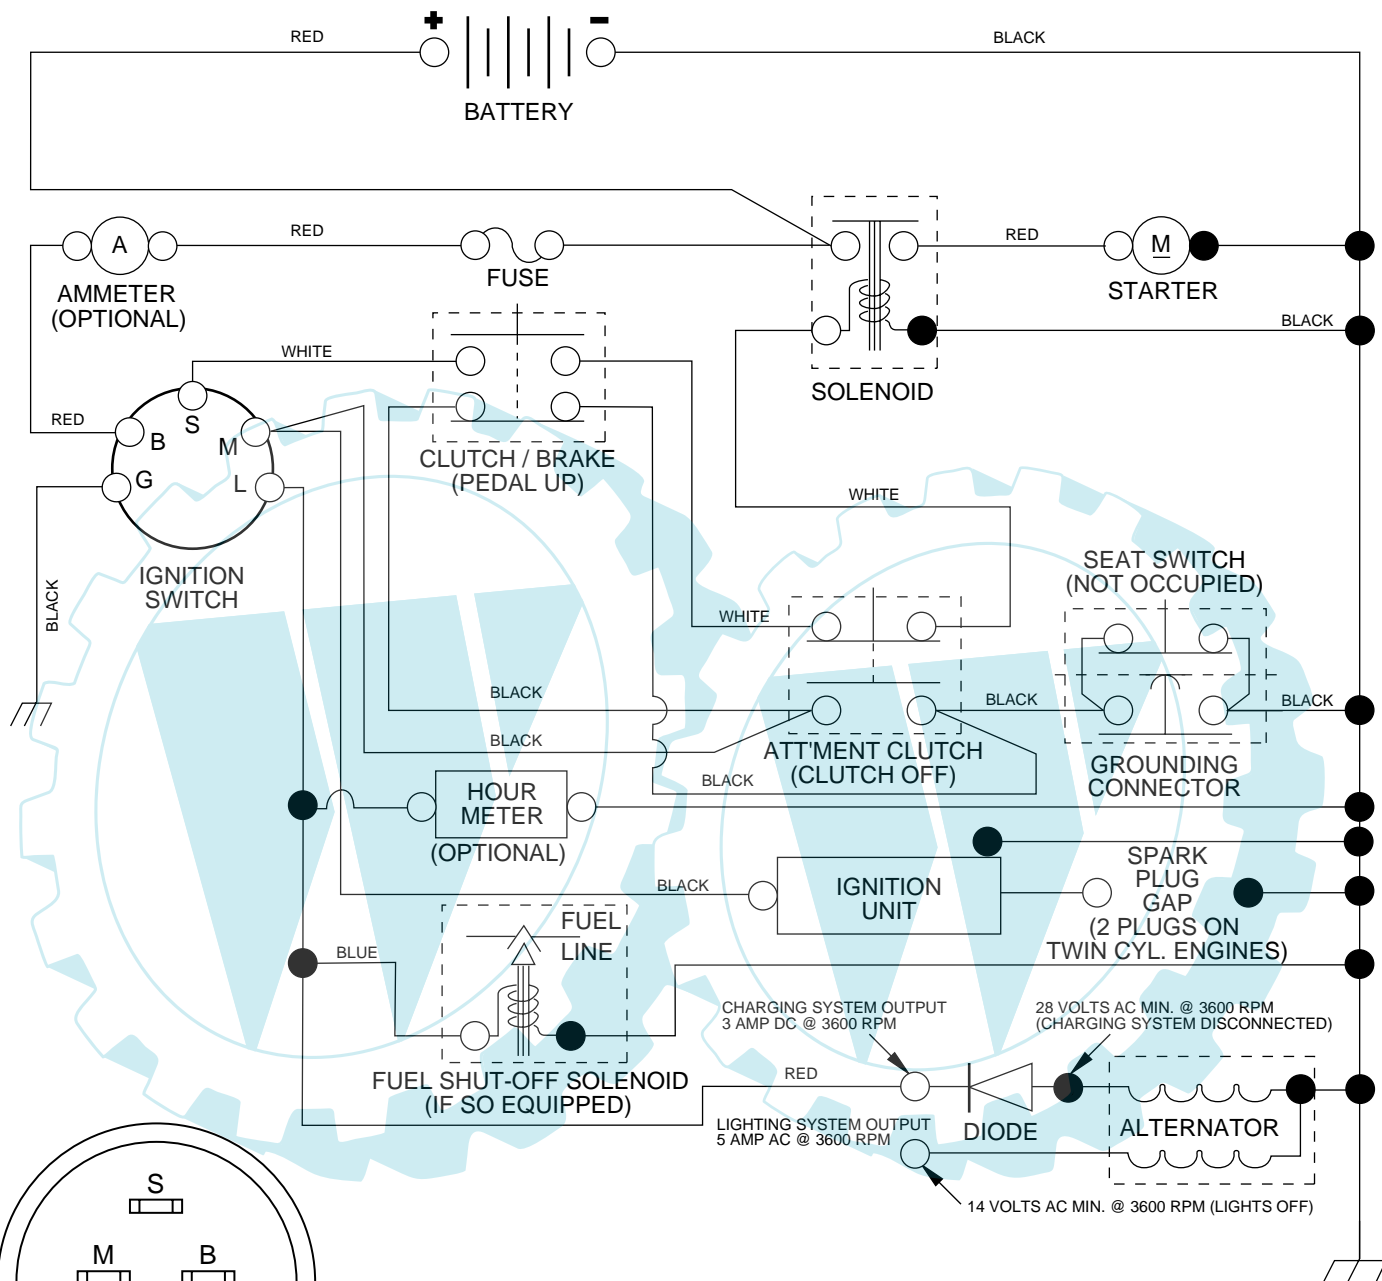 + -
RED
BLACK
BATTERY
RED
A
FUSE
RED
M
STARTER
AMMETER
(OPTIONAL)
BLACK
SOLENOID
WHITE
RED
S
B
M
G
L
CLUTCH / BRAKE
(PEDAL UP)
WHITE
IGNITION
SWITCH
BLACK
SEAT SWITCH
(NOT OCCUPIED)
WHITE
BLACK
BLACK
BLACK
BLACK
ATT'MENT CLUTCH
(CLUTCH OFF)
BLACK
GROUNDING
CONNECTOR
HOUR
METER
(OPTIONAL)
BLACK
IGNITION
UNIT
SPARK
PLUG
GAP
(2 PLUGS ON
TWIN CYL. ENGINES)
FUEL
LINE
BLUE
CHARGING SYSTEM OUTPUT
3 AMP DC @ 3600 RPM
28 VOLTS AC MIN. @ 3600 RPM
(CHARGING SYSTEM DISCONNECTED)
FUEL SHUT-OFF SOLENOID
(IF SO EQUIPPED)
RED
LIGHTING SYSTEM OUTPUT
5 AMP AC @ 3600 RPM
DIODE
ALTERNATOR
14 VOLTS AC MIN. @ 3600 RPM (LIGHTS OFF)
S
M B